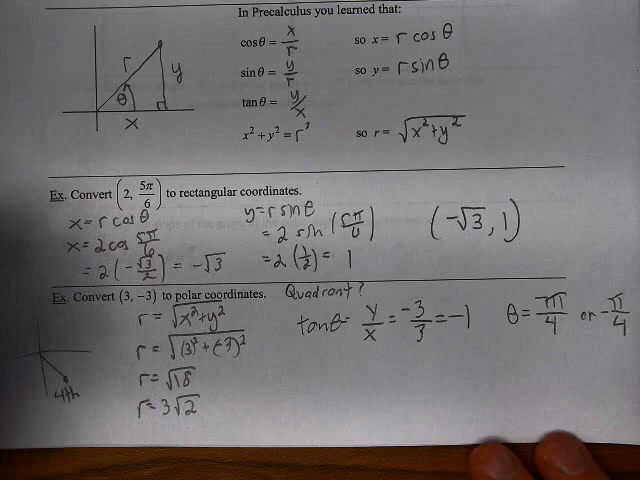 In Precalculus you learned that:
cosθ = x/r so x = r cos θ
sinθ = y/r so y = r sin θ
tanθ = y/x
x² + y² = r² so r = √(x²+y²)
r y θ x
Ex. Convert (2, 5π/6) to rectangular coordinates.
x = r cos θ y = r sin θ
x = 2 cos 5π/6 = 2 sin (5π/6) (-√3, 1)
= 2 (-√3/2) = -√3 = 2 (1/2) = 1
Ex. Convert (3, −3) to polar coordinates. Quadrant?
r = √(x²+y²) tanθ = y/x = -3/3 = -1 θ = 7π/4 or -π/4
r = √((3)² + (-3)²)
r = √18
4th
r = 3√2